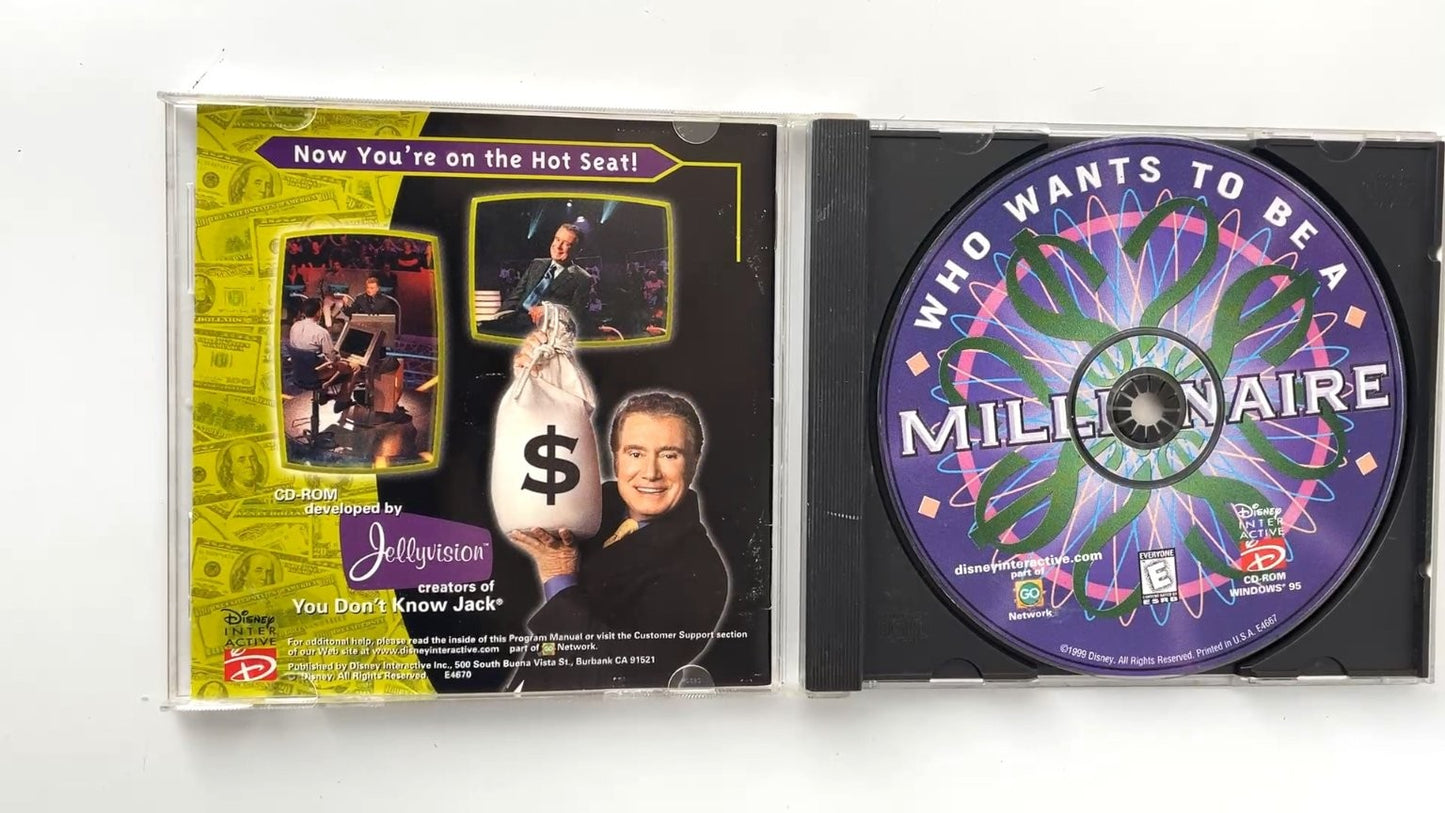 Now You're on the Hot Seat!
$
CD-ROM
developed by
Jellyvision™
creators of
You Don't Know Jack®
DISNEY
INTER
ACTIVE
D
For additonal help, please read the inside of this Program Manual or visit the Customer Support section
of our Web site at www.disneyinteractive.com part of GO Network.
Published by Disney Interactive Inc., 500 South Buena Vista St., Burbank CA 91521
© Disney. All Rights Reserved. E4670
WHO WANTS TO BE A
MILLIONAIRE
disneyinteractive.com
part of
GO
Network
EVERYONE
E
CONTENT RATED BY
ESRB
DISNEY
INTER
ACTIVE
D
CD-ROM
WINDOWS® 95
©1999 Disney. All Rights Reserved. Printed in U.S.A. E4667